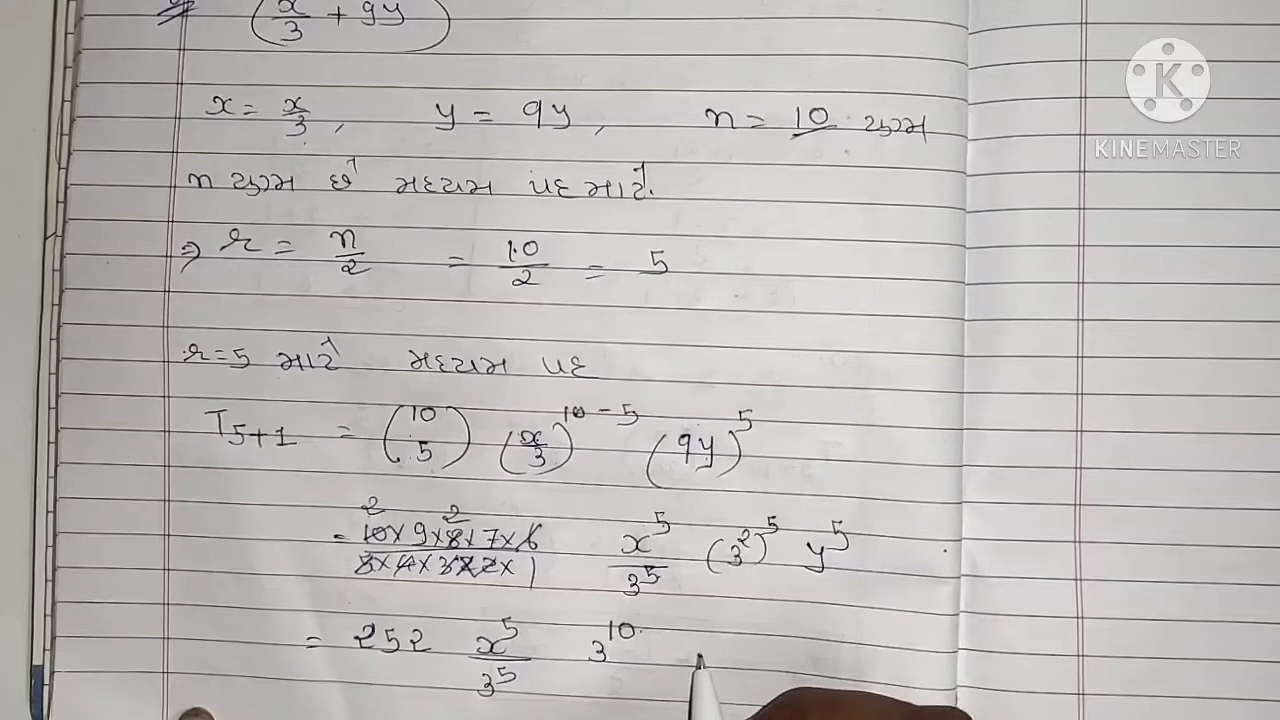 (x/3 + 9y)
x = x/3, y = 9y, n = 10 યુગ્મ
n યુગ્મ છે મધ્યમ પદ માટે.
⇒ r = n/2 = 10/2 = 5
r = 5 માટે મધ્યમ પદ
T5+1 = (10 5) (x/3)^10-5 (9y)^5
= 10×9×8×7×6 / 5×4×3×2×1 x^5/3^5 (3^2)^5 y^5
= 252 x^5/3^5 3^10
K
KINEMASTER